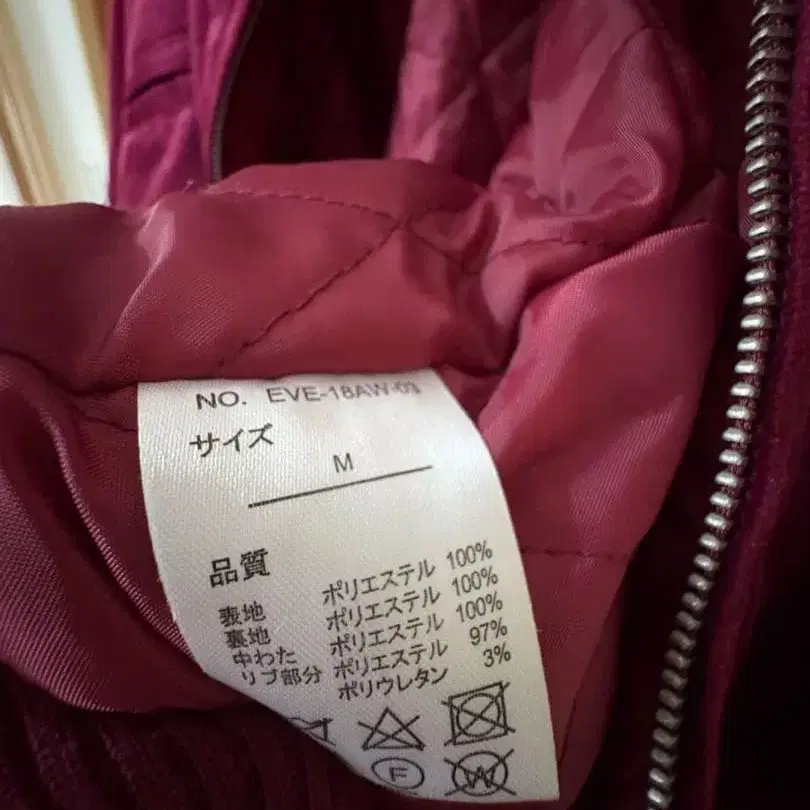 NO. EVE-18AW-03
サイズ
M
品質
表地 ポリエステル 100%
裏地 ポリエステル 100%
中わた ポリエステル 100%
リブ部分 ポリエステル 97%
ポリウレタン 3%
F
W